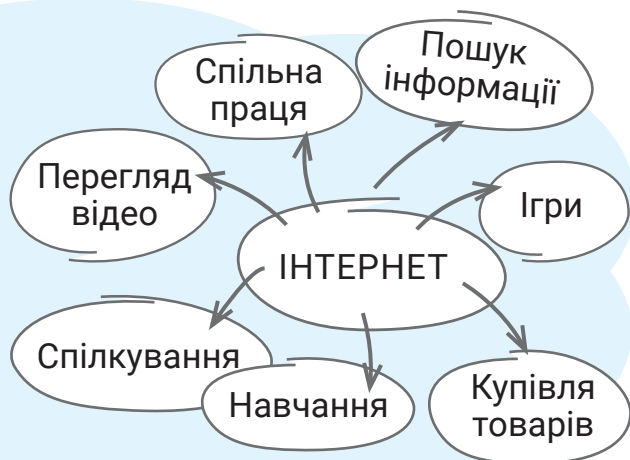 Спільна
праця
Пошук
інформації
Перегляд
відео
Ігри
ІНТЕРНЕТ
Спілкування
Навчання
Купівля
товарів